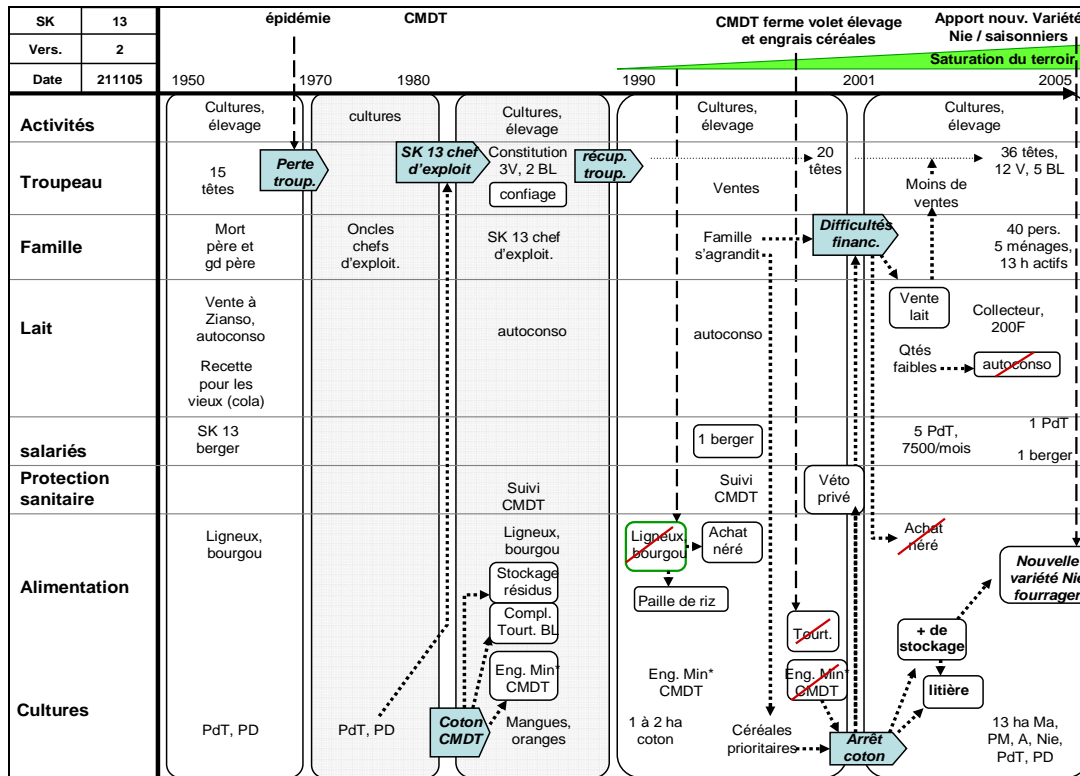 SK 13
Vers. 2
Date 211105
épidémie
CMDT
CMDT ferme volet élevage
et engrais céréales
Apport nouv. Variété
Nie / saisonniers
Saturation du terroir
1950 1970 1980 1990 2001 2005
Activités
Cultures,
élevage
cultures
Cultures,
élevage
Cultures,
élevage
Cultures,
élevage
Troupeau
15
têtes
Perte
troup.
SK 13 chef
d'exploit
Constitution
3V, 2 BL
confiage
récup.
troup.
Ventes
20
têtes
Moins de
ventes
36 têtes,
12 V, 5 BL
Famille
Mort
père et
gd père
Oncles
chefs
d'exploit.
SK 13 chef
d'exploit.
Famille
s'agrandit
Difficultés
financ.
40 pers.
5 ménages,
13 h actifs
Lait
Vente à
Zianso,
autoconso
Recette
pour les
vieux (cola)
autoconso
autoconso
Vente
lait
Collecteur,
200F
Qtés
faibles
autoconso
salariés
SK 13
berger
1 berger
5 PdT,
7500/mois
1 PdT
1 berger
Protection
sanitaire
Suivi
CMDT
Suivi
CMDT
Véto
privé
Alimentation
Ligneux,
bourgou
Ligneux,
bourgou
Stockage
résidus
Compl.
Tourt. BL
Eng. Min*
CMDT
Ligneux,
bourgou
Achat
néré
Paille de riz
Tourt.
Eng. Min*
CMDT
Achat
néré
+ de
stockage
litière
Nouvelle
variété Nie
fourrager
Cultures
PdT, PD
PdT, PD
Coton
CMDT
Mangues,
oranges
Eng. Min*
CMDT
1 à 2 ha
coton
Céréales
prioritaires
Arrêt
coton
13 ha Ma,
PM, A, Nie,
PdT, PD